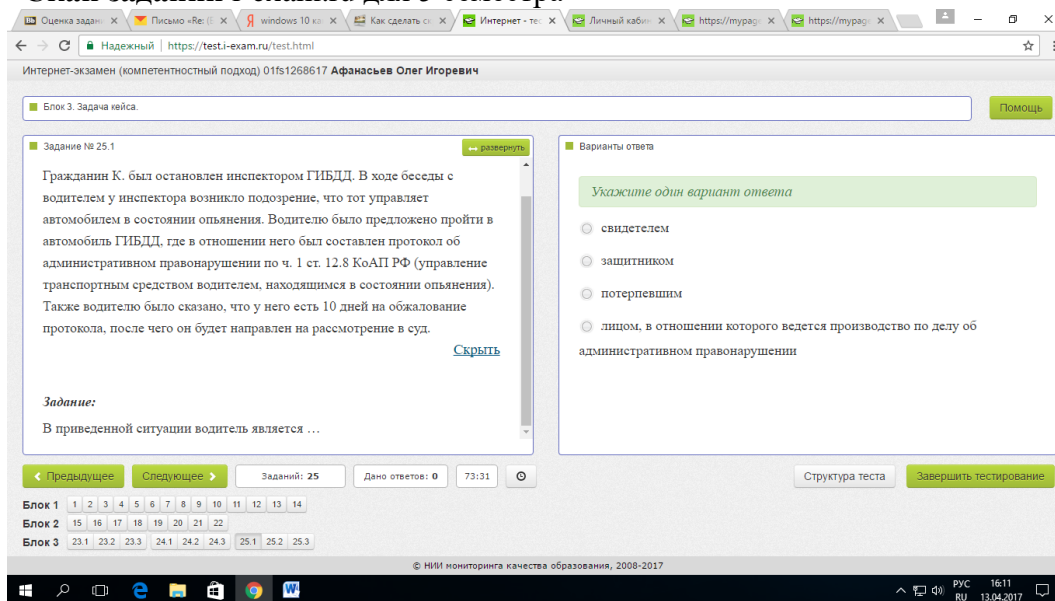 Оценка задани
Письмо «Re: (
windows 10 ка
Как сделать ск
Интернет - тес
Личный кабин
https://mypage
https://mypage
Надежный | https://test.i-exam.ru/test.html
Интернет-экзамен (компетентностный подход) 01fs1268617 Афанасьев Олег Игоревич
Блок 3. Задача кейса.
Помощь
Задание № 25.1
развернуть
Гражданин К. был остановлен инспектором ГИБДД. В ходе беседы с
водителем у инспектора возникло подозрение, что тот управляет
автомобилем в состоянии опьянения. Водителю было предложено пройти в
автомобиль ГИБДД, где в отношении него был составлен протокол об
административном правонарушении по ч. 1 ст. 12.8 КоАП РФ (управление
транспортным средством водителем, находящимся в состоянии опьянения).
Также водителю было сказано, что у него есть 10 дней на обжалование
протокола, после чего он будет направлен на рассмотрение в суд.
Скрыть
Задание:
В приведенной ситуации водитель является …
Варианты ответа
Укажите один вариант ответа
свидетелем
защитником
потерпевшим
лицом, в отношении которого ведется производство по делу об
административном правонарушении
Предыдущее
Следующее
Заданий: 25
Дано ответов: 0
73:31
Структура теста
Завершить тестирование
Блок 1 1 2 3 4 5 6 7 8 9 10 11 12 13 14
Блок 2 15 16 17 18 19 20 21 22
Блок 3 23.1 23.2 23.3 24.1 24.2 24.3 25.1 25.2 25.3
© НИИ мониторинга качества образования, 2008-2017
РУС 16:11
RU 13.04.2017